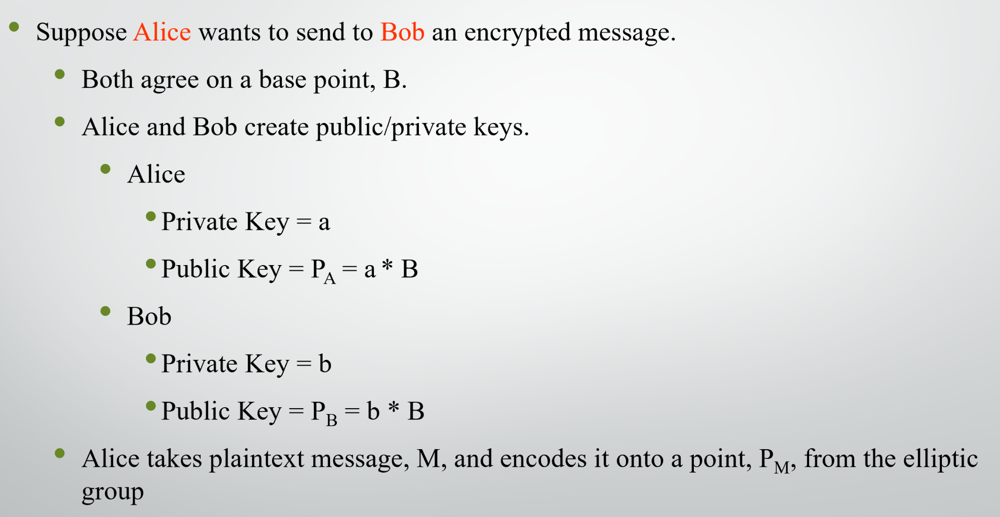 • Suppose Alice wants to send to Bob an encrypted message.
• Both agree on a base point, B.
• Alice and Bob create public/private keys.
• Alice
• Private Key = a
• Public Key = P_A = a * B
• Bob
• Private Key = b
• Public Key = P_B = b * B
• Alice takes plaintext message, M, and encodes it onto a point, P_M, from the elliptic
group